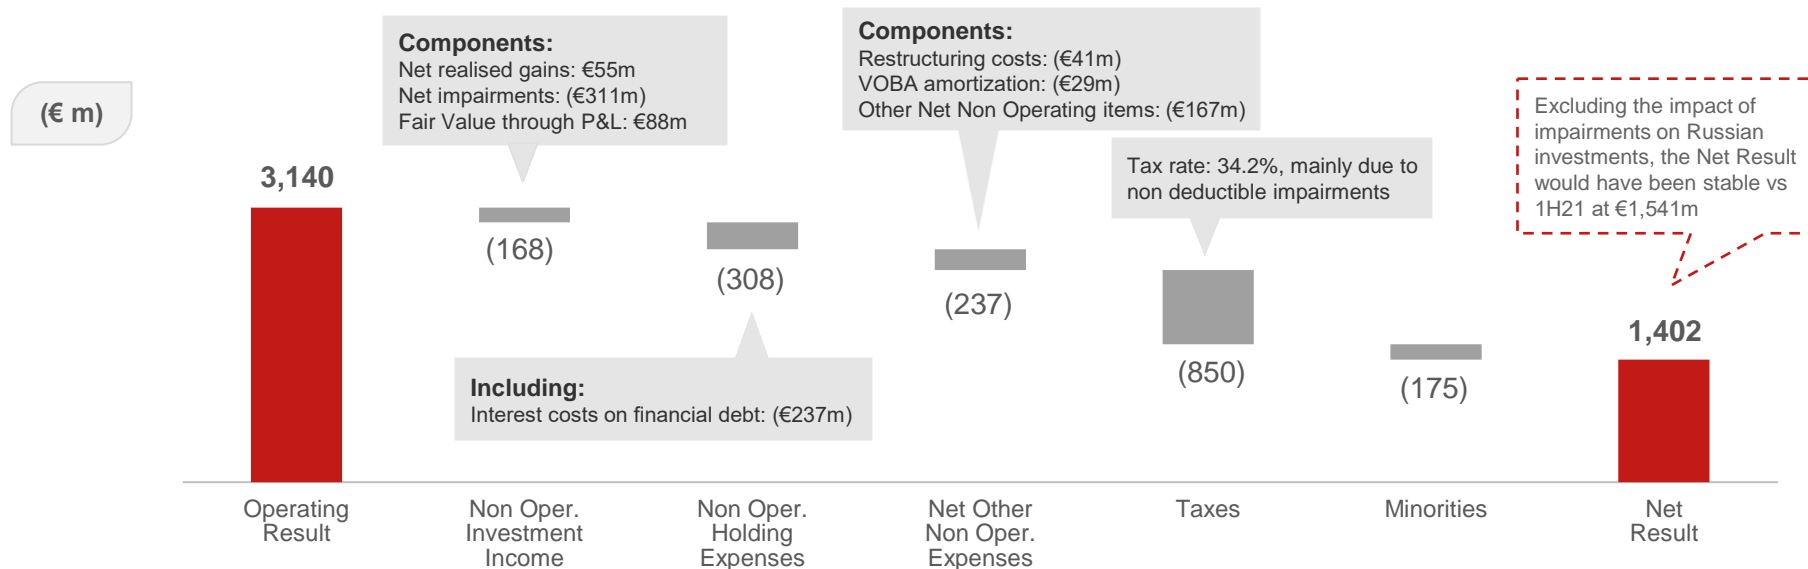 (€ m)
3,140
Components:
Net realised gains: €55m
Net impairments: (€311m)
Fair Value through P&L: €88m
(168)
(308)
Including:
Interest costs on financial debt: (€237m)
Components:
Restructuring costs: (€41m)
VOBA amortization: (€29m)
Other Net Non Operating items: (€167m)
(237)
Tax rate: 34.2%, mainly due to
non deductible impairments
(850)
(175)
Excluding the impact of
impairments on Russian
investments, the Net Result
would have been stable vs
1H21 at €1,541m
1,402
Operating
Result
Non Oper.
Investment
Income
Non Oper.
Holding
Expenses
Net Other
Non Oper.
Expenses
Taxes
Minorities
Net
Result